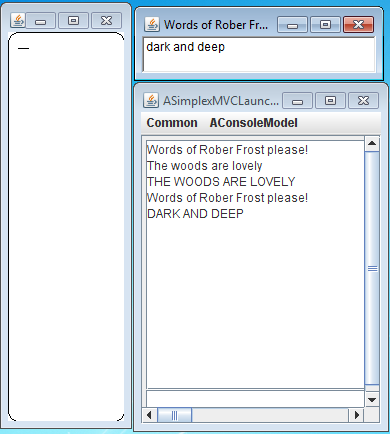 Words of Rober Fr...
dark and deep
ASimplexMVCLaunc...
Common AConsoleModel
Words of Rober Frost please!
The woods are lovely
THE WOODS ARE LOVELY
Words of Rober Frost please!
DARK AND DEEP